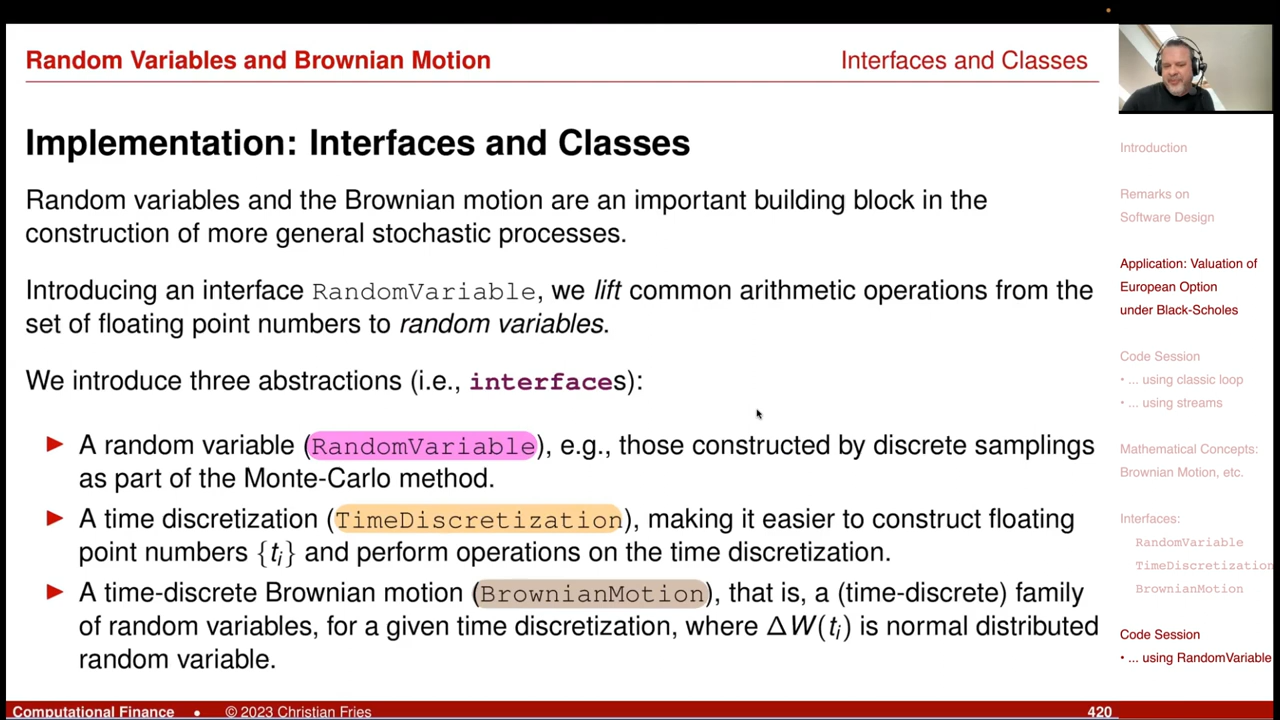 Random Variables and Brownian Motion
Interfaces and Classes
Implementation: Interfaces and Classes
Random variables and the Brownian motion are an important building block in the
construction of more general stochastic processes.
Introducing an interface RandomVariable, we lift common arithmetic operations from the
set of floating point numbers to random variables.
We introduce three abstractions (i.e., interfaces):
► A random variable (RandomVariable), e.g., those constructed by discrete samplings
as part of the Monte-Carlo method.
► A time discretization (TimeDiscretization), making it easier to construct floating
point numbers {tᵢ} and perform operations on the time discretization.
► A time-discrete Brownian motion (BrownianMotion), that is, a (time-discrete) family
of random variables, for a given time discretization, where ΔW(tᵢ) is normal distributed
random variable.
Introduction
Remarks on
Software Design
Application: Valuation of
European Option
under Black-Scholes
Code Session
• ... using classic loop
• ... using streams
Mathematical Concepts:
Brownian Motion, etc.
Interfaces:
RandomVariable
TimeDiscretization
BrownianMotion
Code Session
• ... using RandomVariable
Computational Finance • © 2023 Christian Fries
420